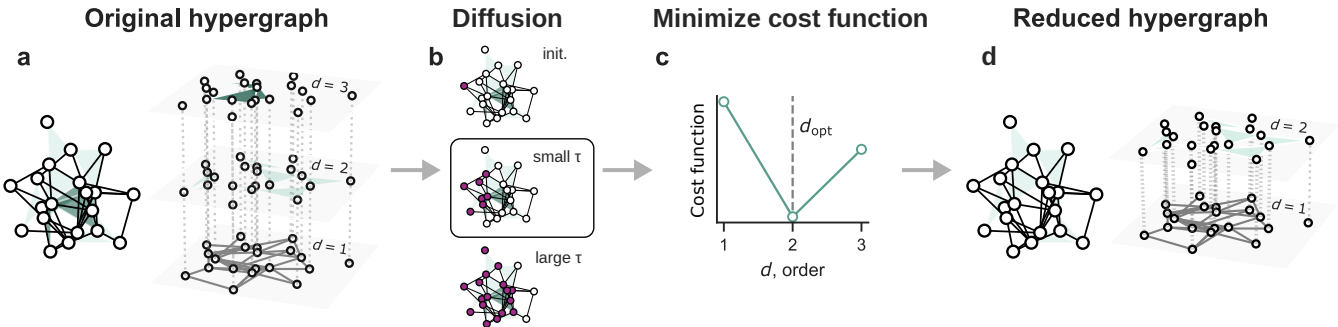 Original hypergraph
Diffusion
Minimize cost function
Reduced hypergraph
a
d = 3
d = 2
d = 1
b
init.
small τ
large τ
c
Cost function
dopt
1 2 3
d, order
d
d = 2
d = 1